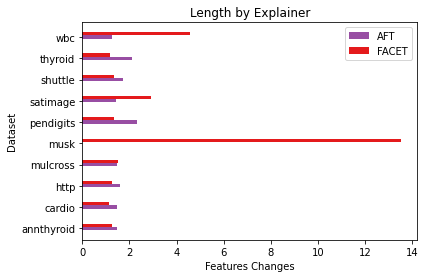 Length by Explainer
AFT
FACET
Dataset
wbc
thyroid
shuttle
satimage
pendigits
musk
mulcross
http
cardio
annthyroid
0 2 4 6 8 10 12 14
Features Changes